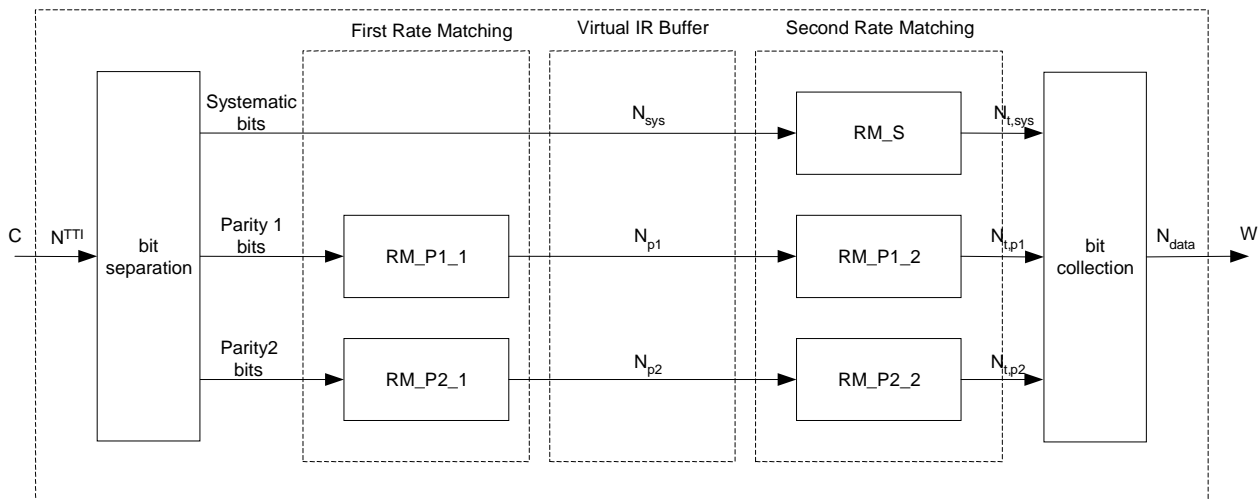 First Rate Matching
Virtual IR Buffer
Second Rate Matching
Systematic
bits
N_sys
RM_S
N_t,sys
C
N^TTI
bit
separation
Parity 1
bits
RM_P1_1
N_p1
RM_P1_2
N_t,p1
bit
collection
N_data
W
Parity2
bits
RM_P2_1
N_p2
RM_P2_2
N_t,p2